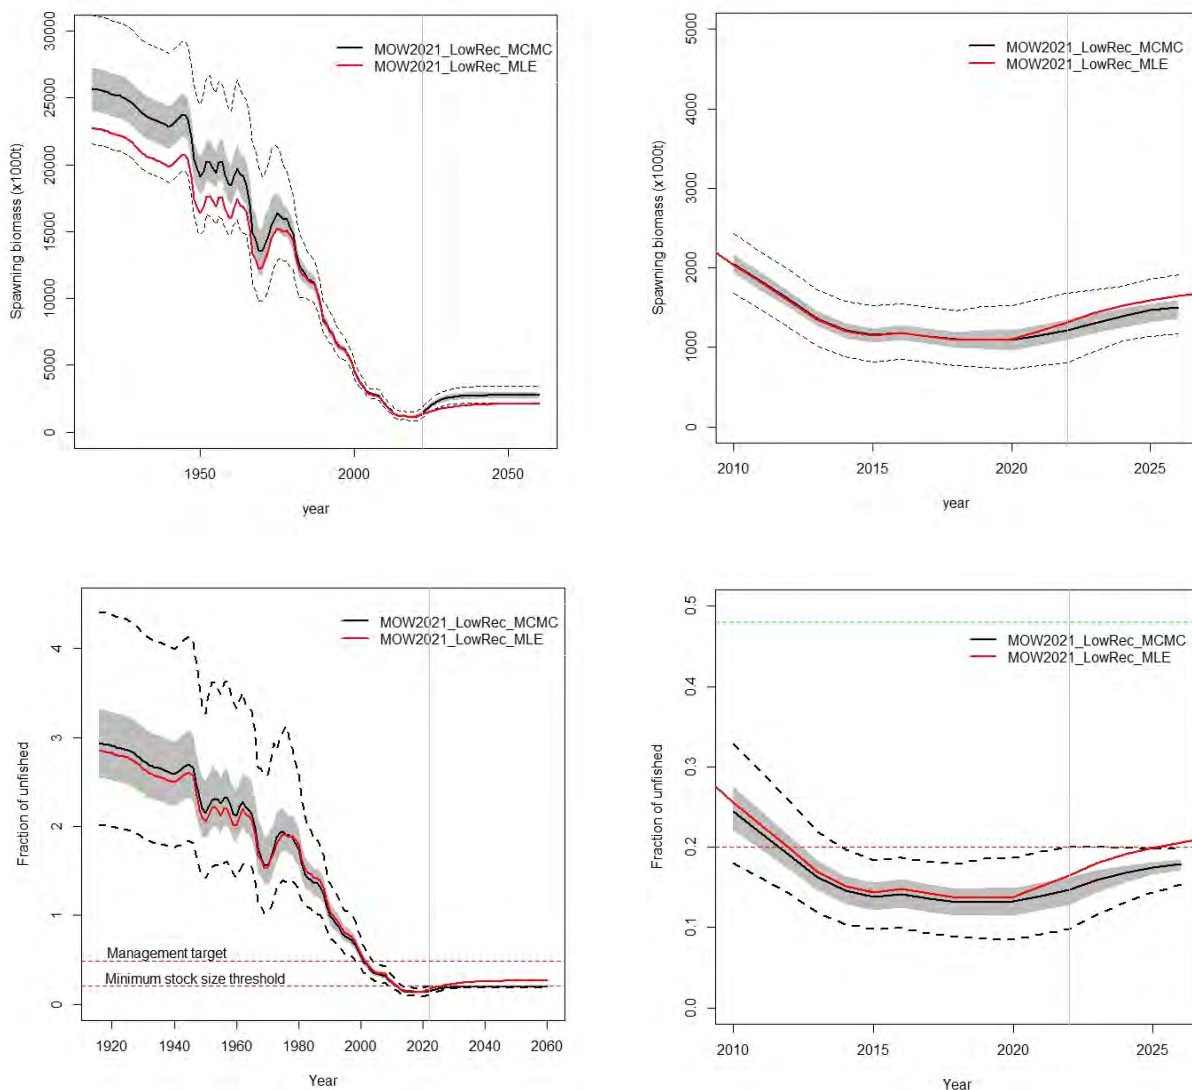 Spawning biomass (x1000t)
30000
25000
20000
15000
10000
5000
0
MOW2021_LowRec_MCMC
MOW2021_LowRec_MLE
1950
2000
2050
year
Spawning biomass (x1000t)
5000
4000
3000
2000
1000
0
MOW2021_LowRec_MCMC
MOW2021_LowRec_MLE
2010
2015
2020
2025
year
Fraction of unfished
4
3
2
1
0
MOW2021_LowRec_MCMC
MOW2021_LowRec_MLE
Management target
Minimum stock size threshold
1920
1940
1960
1980
2000
2020
2040
2060
Year
Fraction of unfished
0.5
0.4
0.3
0.2
0.1
0.0
MOW2021_LowRec_MCMC
MOW2021_LowRec_MLE
2010
2015
2020
2025
Year